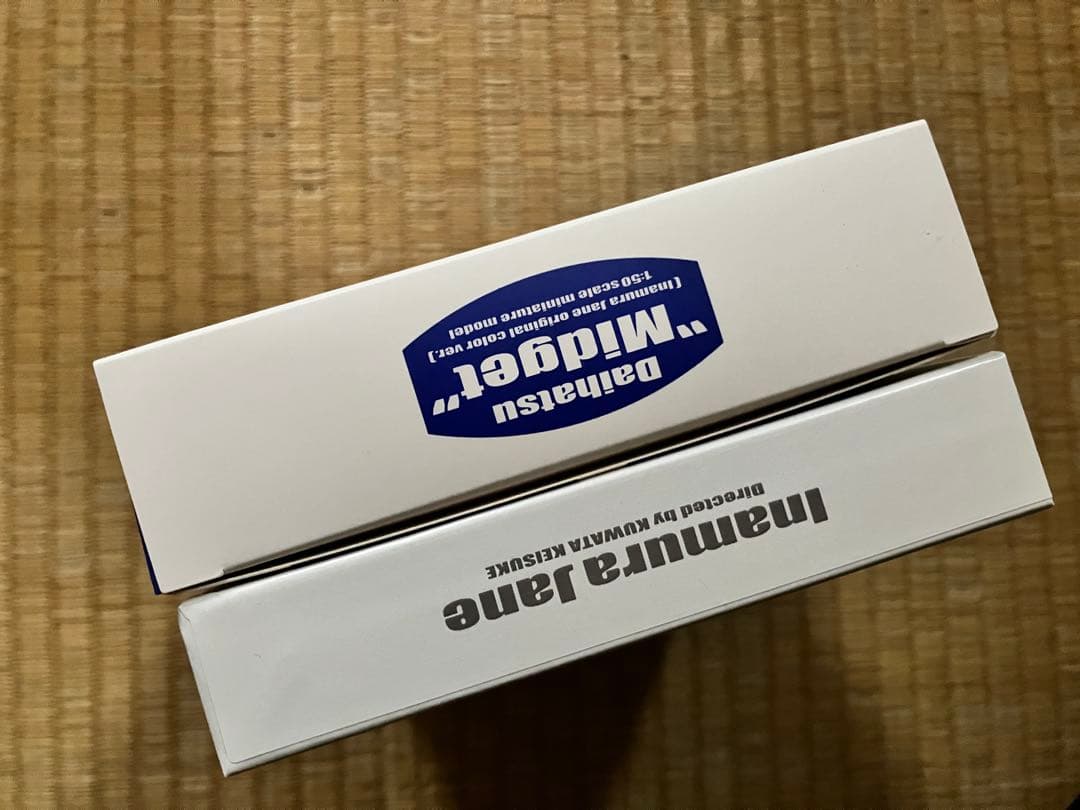 Daihatsu
"Midget"
(Inamura Jane original color ver.)
1:50 scale miniature model
Inamura Jane
Directed by KUWATA KEISUKE